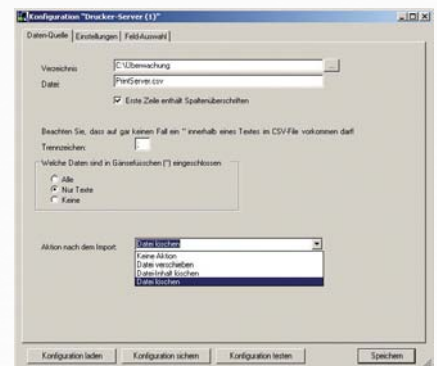 Konfiguration "Drucker-Server (1)"
Daten-Quelle Einstellungen Feld-Auswahl
Verzeichnis C:\Überwachung ...
Datei PrintServer.csv
Erste Zeile enthält Spaltenüberschriften
Beachten Sie, dass auf gar keinen Fall ein " innerhalb eines Textes im CSV-File vorkommen darf!
Trennzeichen:
Welche Daten sind in Gänsefüsschen (") eingeschlossen
Alle
Nur Texte
Keine
Aktion nach dem Import: Datei löschen
Keine Aktion
Datei verschieben
Datei-Inhalt löschen
Datei löschen
Konfiguration laden Konfiguration sichern Konfiguration testen Speichern